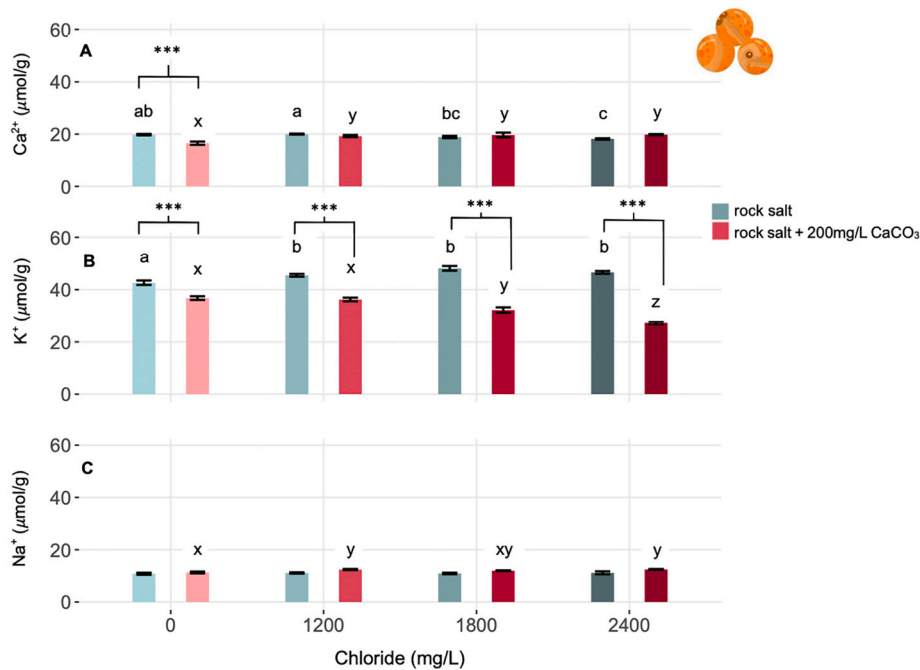 60
A
***
40
Ca²⁺ (µmol/g)
ab
x
a
y
bc
y
c
y
20
0
rock salt
rock salt + 200mg/L CaCO₃
60
***
***
***
***
B
a
x
b
x
b
y
b
z
K⁺ (µmol/g)
40
20
0
60
C
40
Na⁺ (µmol/g)
20
x
y
xy
y
0
0
1200
1800
2400
Chloride (mg/L)